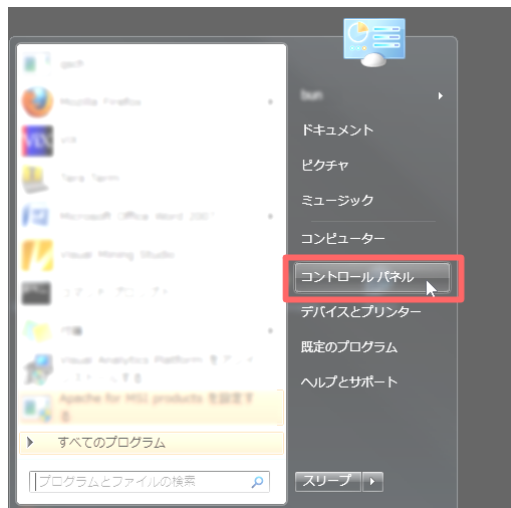 Mozilla Firefox
Tera Term
Microsoft Office Word 2007
Visual Mining Studio
Apache for MSI products を設定す
る
すべてのプログラム
プログラムとファイルの検索
bun
ドキュメント
ピクチャ
ミュージック
コンピューター
コントロール パネル
デバイスとプリンター
既定のプログラム
ヘルプとサポート
スリープ